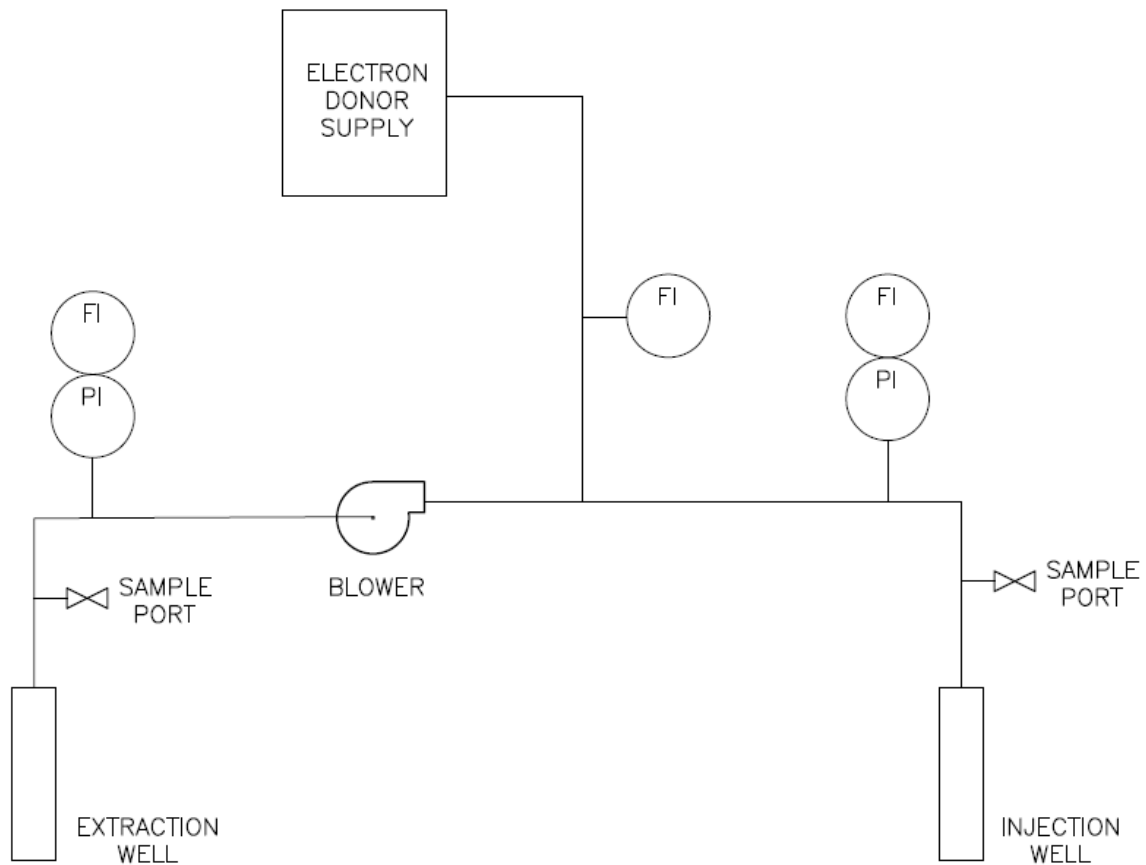 ELECTRON
DONOR
SUPPLY
FI
FI
FI
PI
PI
SAMPLE
PORT
BLOWER
SAMPLE
PORT
EXTRACTION
WELL
INJECTION
WELL